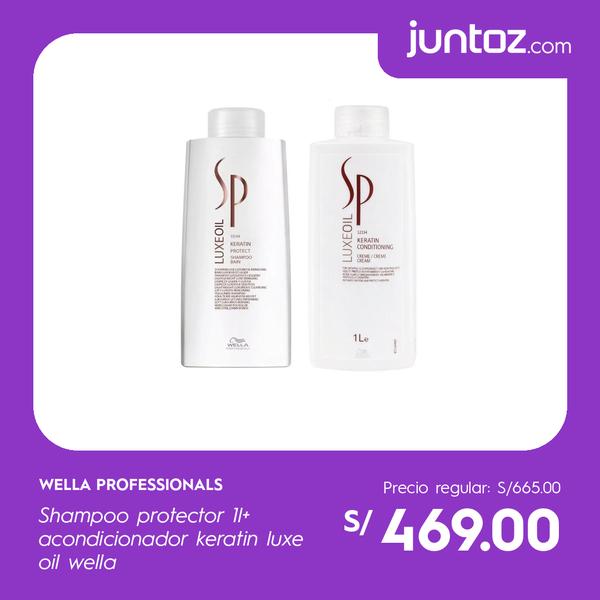 juntoz.com
SP
LUXEOIL
KERATIN
PROTECT
SHAMPOO
BAIN
WELLA
SP
LUXEOIL
KERATIN
CONDITIONING
CREME / CREME
CREAM
1Le
WELLA PROFESSIONALS
Shampoo protector 1l+
acondicionador keratin luxe
oil wella
Precio regular: S/665.00
S/ 469.00